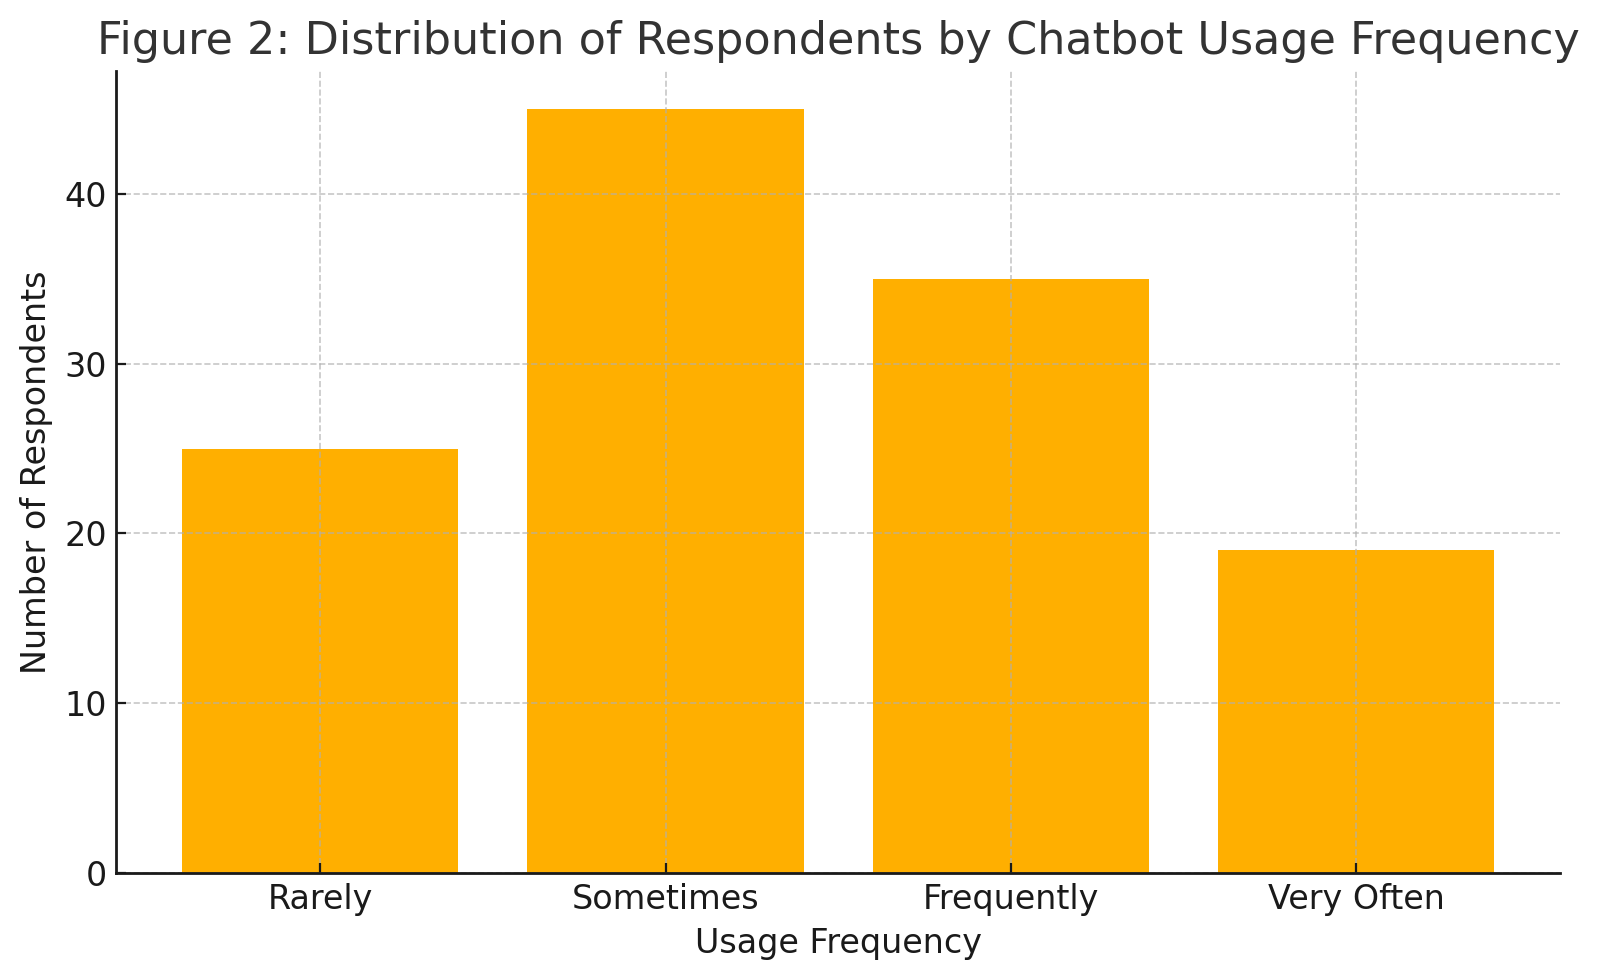 Figure 2: Distribution of Respondents by Chatbot Usage Frequency
Number of Respondents
40
30
20
10
0
Rarely Sometimes Frequently Very Often
Usage Frequency